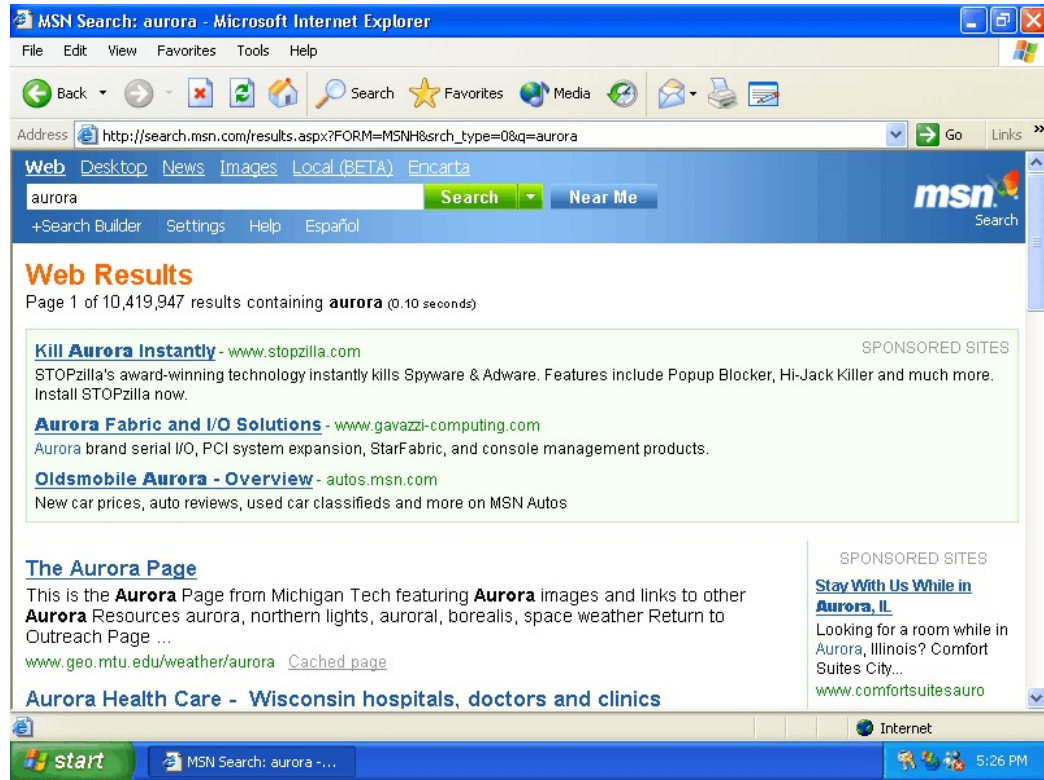 MSN Search: aurora - Microsoft Internet Explorer
File Edit View Favorites Tools Help
Back Search Favorites Media
Address http://search.msn.com/results.aspx?FORM=MSNH&srch_type=0&q=aurora Go Links »
Web Desktop News Images Local (BETA) Encarta
aurora Search Near Me
msn
Search
+Search Builder Settings Help Español
Web Results
Page 1 of 10,419,947 results containing aurora (0.10 seconds)
SPONSORED SITES
Kill Aurora Instantly - www.stopzilla.com
STOPzilla's award-winning technology instantly kills Spyware & Adware. Features include Popup Blocker, Hi-Jack Killer and much more.
Install STOPzilla now.
Aurora Fabric and I/O Solutions - www.gavazzi-computing.com
Aurora brand serial I/O, PCI system expansion, StarFabric, and console management products.
Oldsmobile Aurora - Overview - autos.msn.com
New car prices, auto reviews, used car classifieds and more on MSN Autos
The Aurora Page
This is the Aurora Page from Michigan Tech featuring Aurora images and links to other
Aurora Resources aurora, northern lights, auroral, borealis, space weather Return to
Outreach Page ...
www.geo.mtu.edu/weather/aurora Cached page
Aurora Health Care - Wisconsin hospitals, doctors and clinics
SPONSORED SITES
Stay With Us While in
Aurora, IL
Looking for a room while in
Aurora, Illinois? Comfort
Suites City...
www.comfortsuitesauro
Internet
start MSN Search: aurora -... 5:26 PM